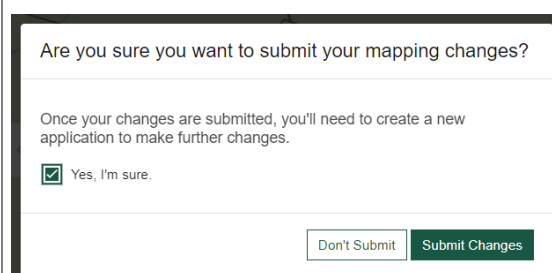 Are you sure you want to submit your mapping changes?
Once your changes are submitted, you'll need to create a new
application to make further changes.
Yes, I'm sure.
Don't Submit Submit Changes